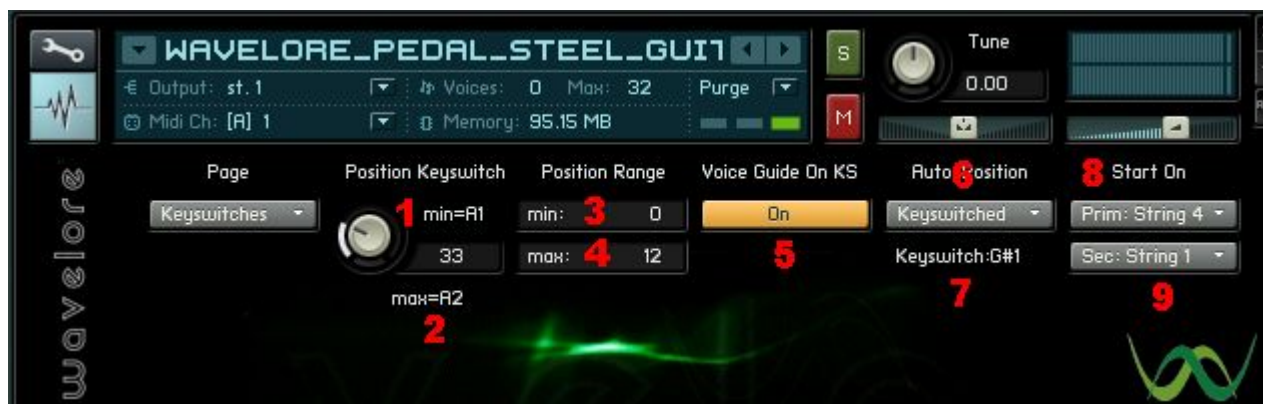 WAVELORE_PEDAL_STEEL_GUIT
S
Tune
0.00
Output: st. 1
Voices: 0 Max: 32
Purge
Midi Ch: [A] 1
Memory: 95.15 MB
M
wavelore
Page
Position Keyswitch
Position Range
Voice Guide On KS
Auto Position
6
8
Start On
Keyswitches
1
min=A1
min: 3 0
On
Keyswitched
Prim: String 4
33
max: 4 12
5
Keyswitch:G#1
Sec: String 1
max=A2
2
7
9